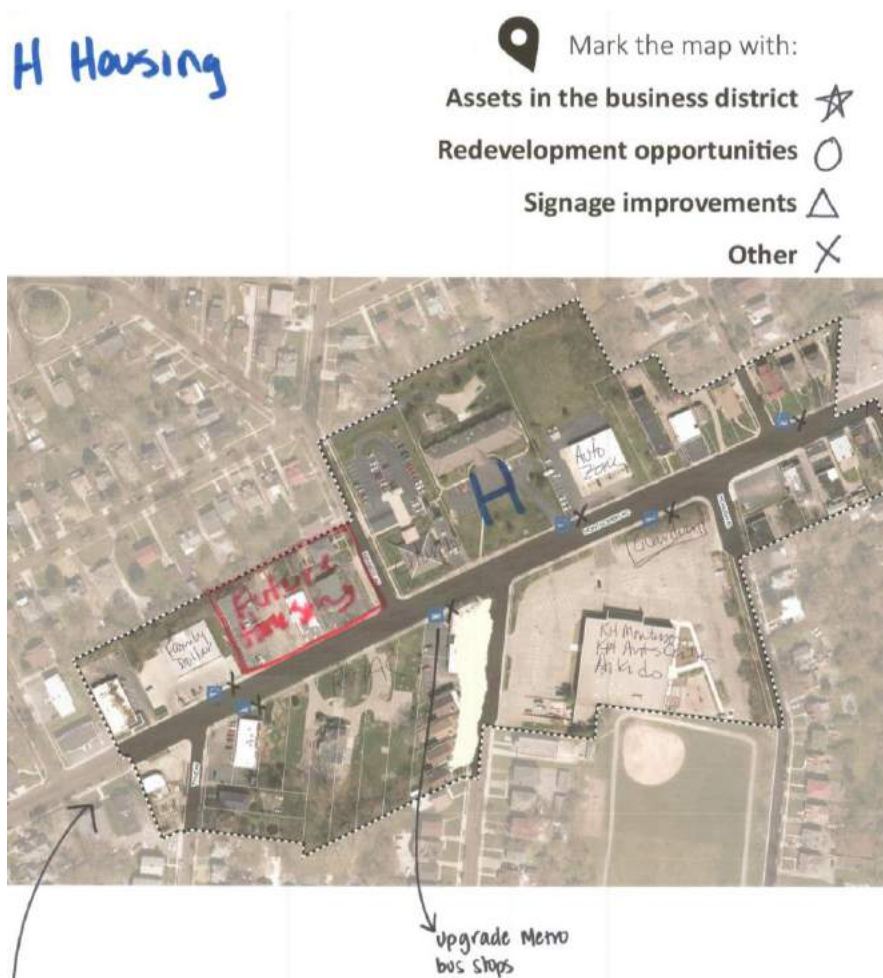 H Housing
Mark the map with:
Assets in the business district
Redevelopment opportunities
Signage improvements
Other X
Auto
Zone
H
Future
Housing
Family
Dollar
KH Montessori
KH Arts Center
Aikido
Art
upgrade Metro
bus stops